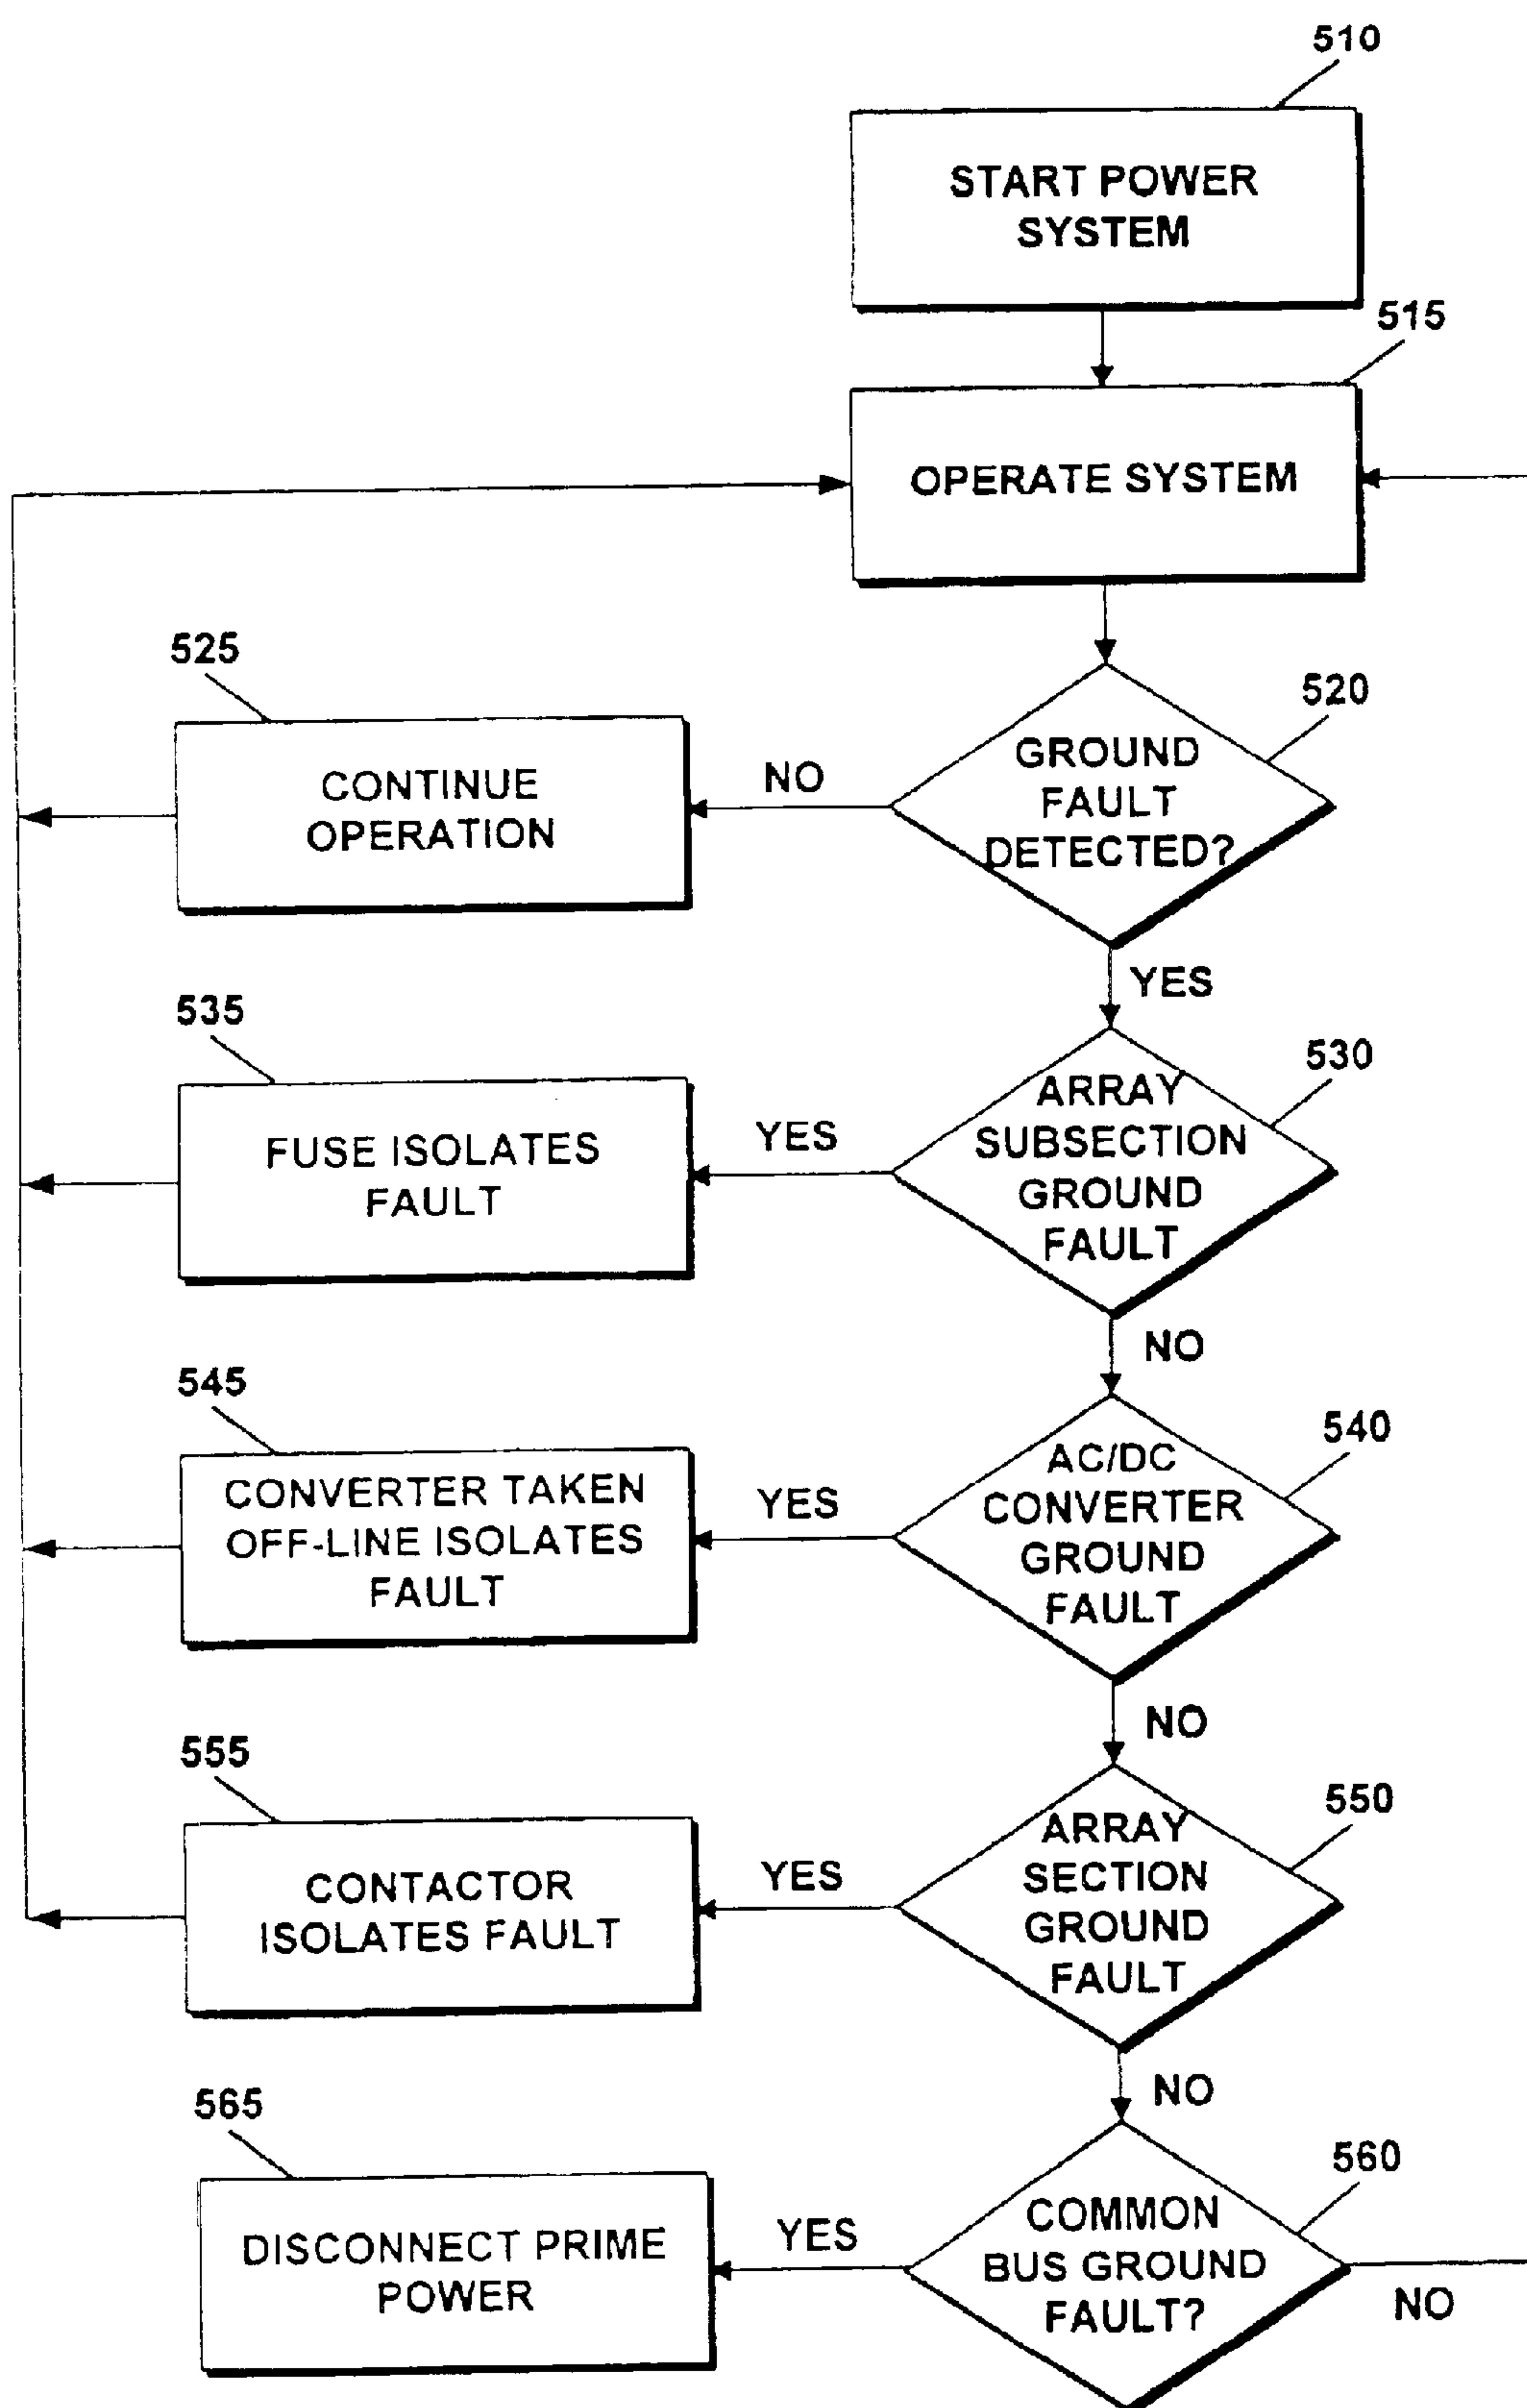 510
START POWER
SYSTEM
515
OPERATE SYSTEM
525
CONTINUE
OPERATION
NO
520
GROUND
FAULT
DETECTED?
YES
535
FUSE ISOLATES
FAULT
YES
530
ARRAY
SUBSECTION
GROUND
FAULT
NO
545
CONVERTER TAKEN
OFF-LINE ISOLATES
FAULT
YES
540
AC/DC
CONVERTER
GROUND
FAULT
NO
555
CONTACTOR
ISOLATES FAULT
YES
550
ARRAY
SECTION
GROUND
FAULT
NO
565
DISCONNECT PRIME
POWER
YES
560
COMMON
BUS GROUND
FAULT?
NO